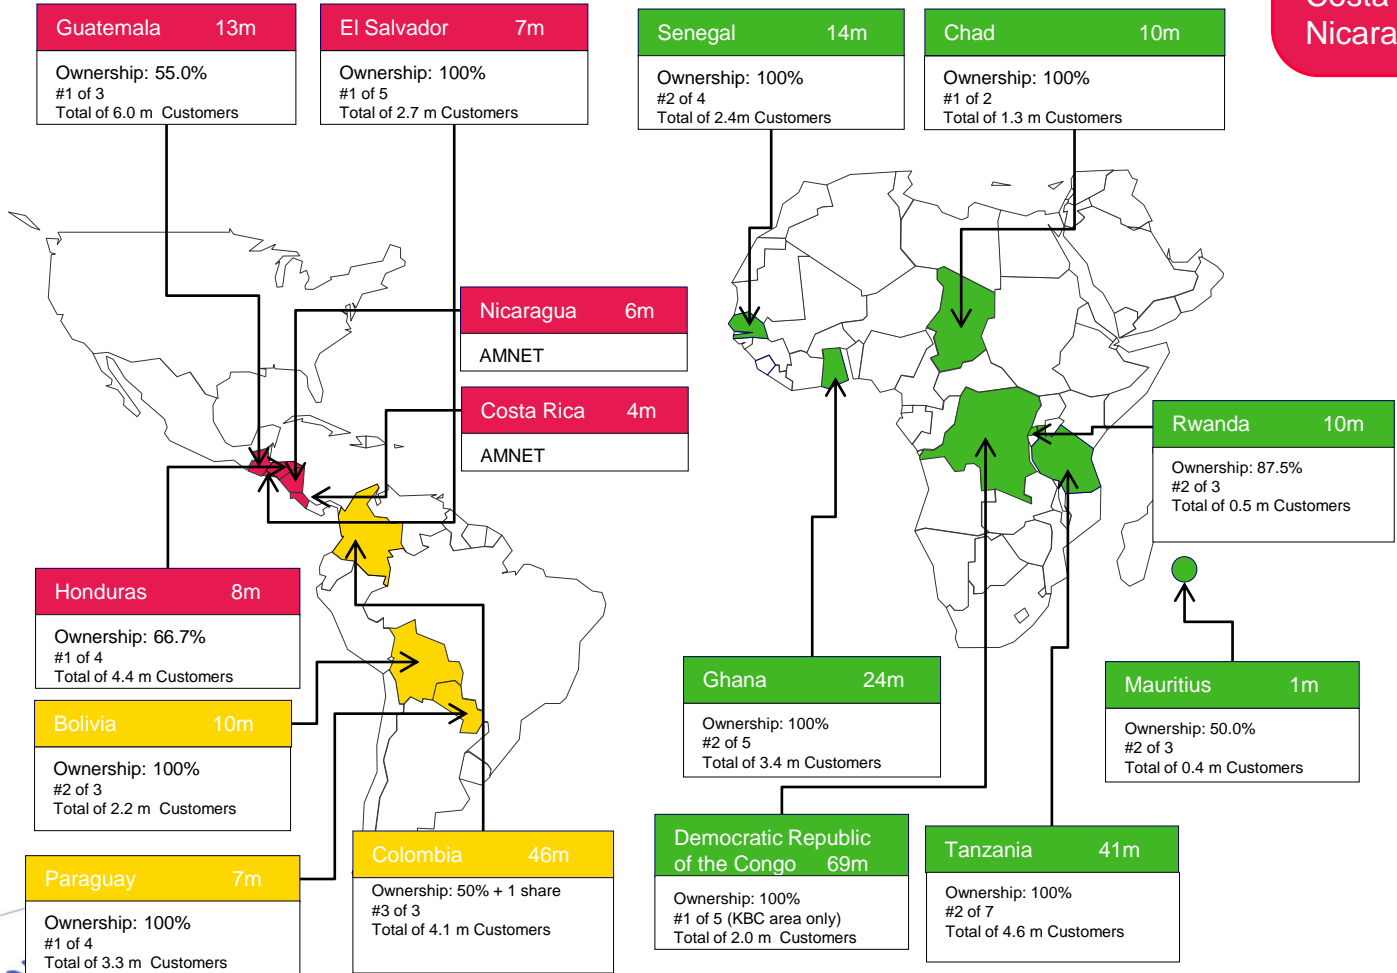 Costa
Nicara
Guatemala 13m
Ownership: 55.0%
#1 of 3
Total of 6.0 m Customers
El Salvador 7m
Ownership: 100%
#1 of 5
Total of 2.7 m Customers
Senegal 14m
Ownership: 100%
#2 of 4
Total of 2.4m Customers
Chad 10m
Ownership: 100%
#1 of 2
Total of 1.3 m Customers
Nicaragua 6m
AMNET
Costa Rica 4m
AMNET
Rwanda 10m
Ownership: 87.5%
#2 of 3
Total of 0.5 m Customers
Honduras 8m
Ownership: 66.7%
#1 of 4
Total of 4.4 m Customers
Ghana 24m
Ownership: 100%
#2 of 5
Total of 3.4 m Customers
Mauritius 1m
Ownership: 50.0%
#2 of 3
Total of 0.4 m Customers
Bolivia 10m
Ownership: 100%
#2 of 3
Total of 2.2 m Customers
Paraguay 7m
Ownership: 100%
#1 of 4
Total of 3.3 m Customers
Colombia 46m
Ownership: 50% + 1 share
#3 of 3
Total of 4.1 m Customers
Democratic Republic
of the Congo 69m
Ownership: 100%
#1 of 5 (KBC area only)
Total of 2.0 m Customers
Tanzania 41m
Ownership: 100%
#2 of 7
Total of 4.6 m Customers